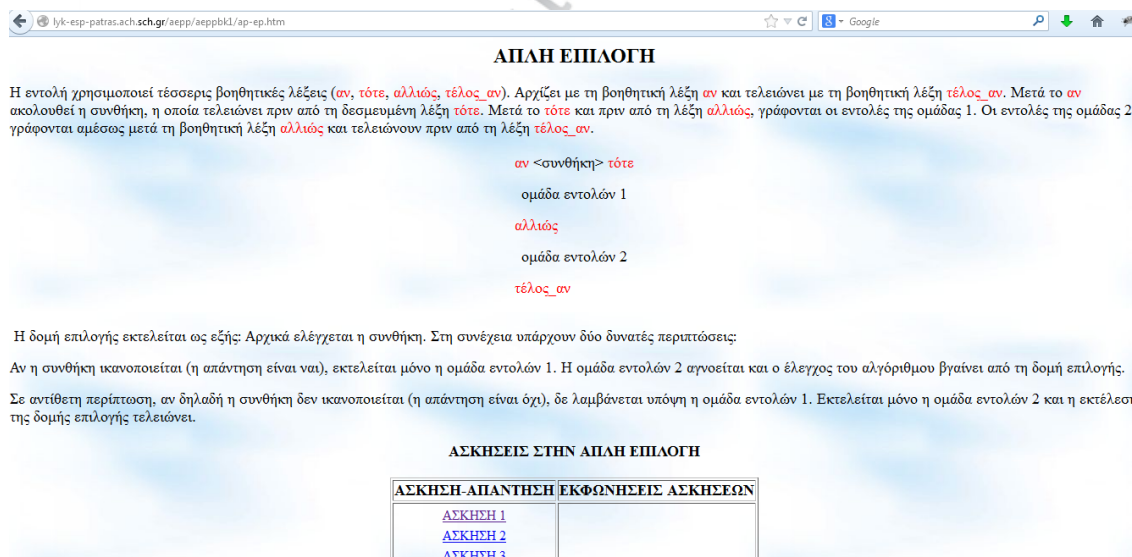 lyk-esp-patras.ach.sch.gr/aepp/aeppbk1/ap-ep.htm
Google
ΑΠΛΗ ΕΠΙΛΟΓΗ
Η εντολή χρησιμοποιεί τέσσερις βοηθητικές λέξεις (αν, τότε, αλλιώς, τέλος_αν). Αρχίζει με τη βοηθητική λέξη αν και τελειώνει με τη βοηθητική λέξη τέλος_αν. Μετά το αν
ακολουθεί η συνθήκη, η οποία τελειώνει πριν από τη δεσμευμένη λέξη τότε. Μετά το τότε και πριν από τη λέξη αλλιώς, γράφονται οι εντολές της ομάδας 1. Οι εντολές της ομάδας 2
γράφονται αμέσως μετά τη βοηθητική λέξη αλλιώς και τελειώνουν πριν από τη λέξη τέλος_αν.
αν <συνθήκη> τότε
ομάδα εντολών 1
αλλιώς
ομάδα εντολών 2
τέλος_αν
Η δομή επιλογής εκτελείται ως εξής: Αρχικά ελέγχεται η συνθήκη. Στη συνέχεια υπάρχουν δύο δυνατές περιπτώσεις:
Αν η συνθήκη ικανοποιείται (η απάντηση είναι ναι), εκτελείται μόνο η ομάδα εντολών 1. Η ομάδα εντολών 2 αγνοείται και ο έλεγχος του αλγόριθμου βγαίνει από τη δομή επιλογής.
Σε αντίθετη περίπτωση, αν δηλαδή η συνθήκη δεν ικανοποιείται (η απάντηση είναι όχι), δε λαμβάνεται υπόψη η ομάδα εντολών 1. Εκτελείται μόνο η ομάδα εντολών 2 και η εκτέλεσι
της δομής επιλογής τελειώνει.
ΑΣΚΗΣΕΙΣ ΣΤΗΝ ΑΠΛΗ ΕΠΙΛΟΓΗ
ΑΣΚΗΣΗ-ΑΠΑΝΤΗΣΗ ΕΚΦΩΝΗΣΕΙΣ ΑΣΚΗΣΕΩΝ
ΑΣΚΗΣΗ 1
ΑΣΚΗΣΗ 2
ΑΣΚΗΣΗ 3